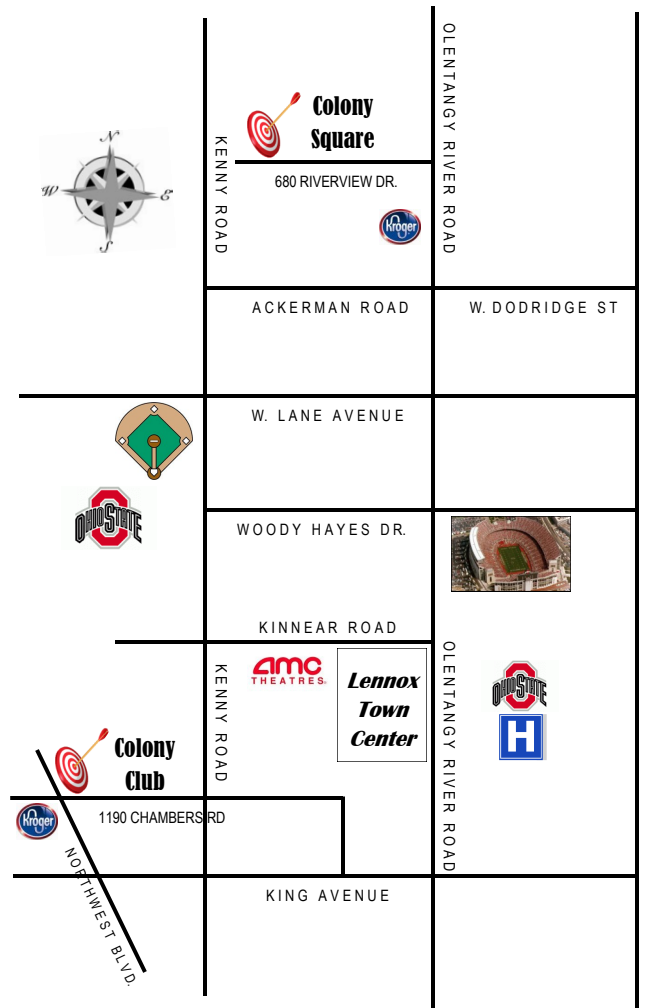 OLENTANGY RIVER ROAD
Colony
Square
KENNY ROAD
N
W
E
S
680 RIVERVIEW DR.
Kroger
ACKERMAN ROAD
W. DODRIDGE ST
W. LANE AVENUE
OHIO STATE
WOODY HAYES DR.
KINNEAR ROAD
amc
THEATRES
Lennox
Town
Center
KENNY ROAD
OLENTANGY RIVER ROAD
OHIO STATE
H
Colony
Club
Kroger
1190 CHAMBERS RD
NORTHWEST BLVD.
KING AVENUE